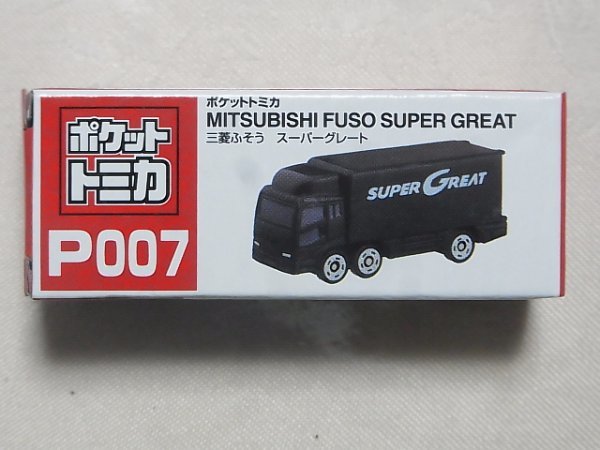 ポケット
トミカ
P007
ポケットトミカ
MITSUBISHI FUSO SUPER GREAT
三菱ふそう スーパーグレート
SUPER GREAT